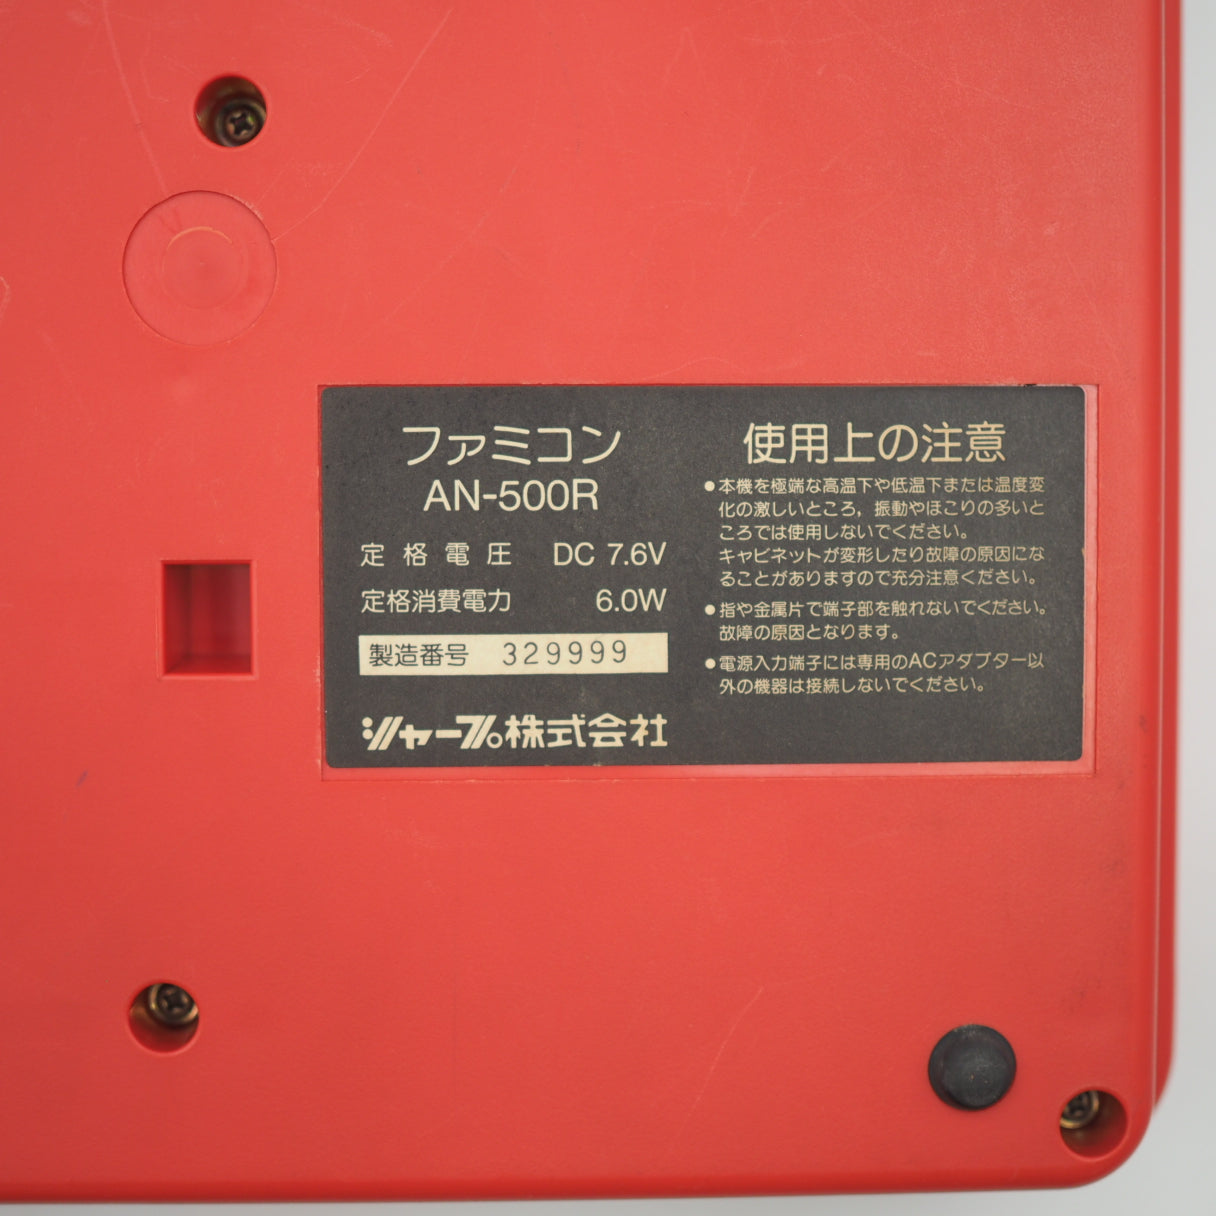 ファミコン
AN-500R
定格電圧 DC 7.6V
定格消費電力 6.0W
製造番号 329999
シャープ株式会社
使用上の注意
●本機を極端な高温下や低温下または温度変
化の激しいところ，振動やほこりの多いと
ころでは使用しないでください。
キャビネットが変形したり故障の原因にな
ることがありますので充分注意ください。
●指や金属片で端子部を触れないでください。
故障の原因となります。
●電源入力端子には専用のACアダプター以
外の機器は接続しないでください。